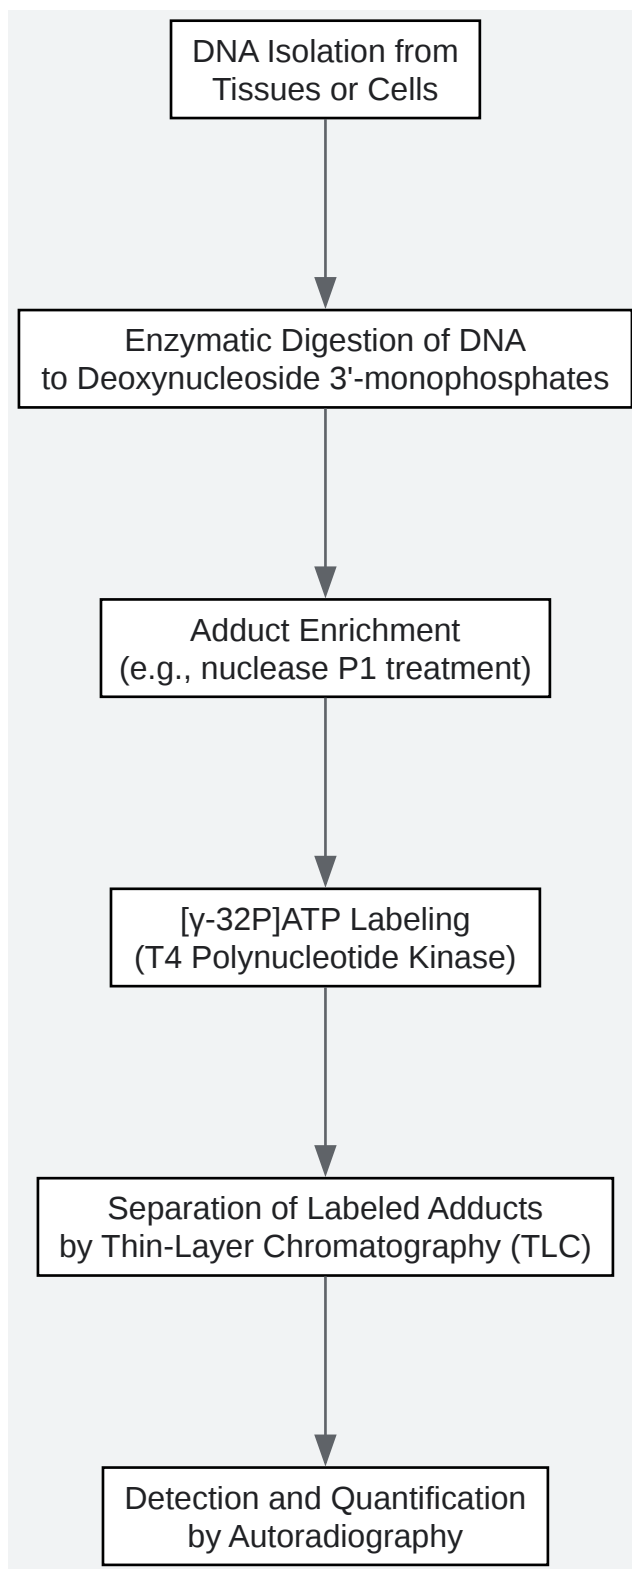 DNA Isolation from
Tissues or Cells
Enzymatic Digestion of DNA
to Deoxynucleoside 3'-monophosphates
Adduct Enrichment
(e.g., nuclease P1 treatment)
[γ-32P]ATP Labeling
(T4 Polynucleotide Kinase)
Separation of Labeled Adducts
by Thin-Layer Chromatography (TLC)
Detection and Quantification
by Autoradiography